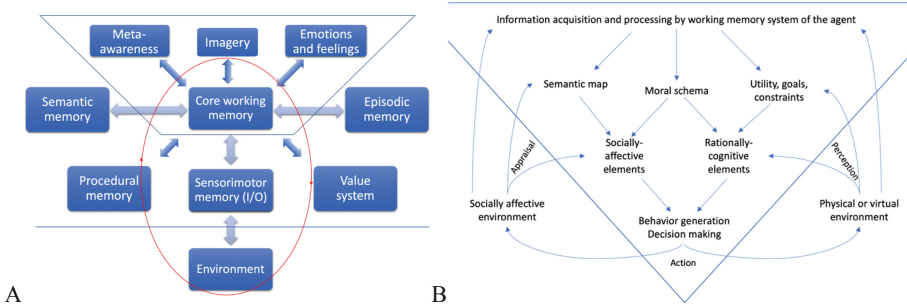 Meta-
awareness
Imagery
Emotions
and feelings
Semantic
memory
Core working
memory
Episodic
memory
Procedural
memory
Sensorimotor
memory (I/O)
Value
system
Environment
A
Information acquisition and processing by working memory system of the agent
Semantic map
Moral schema
Utility, goals,
constraints
Appraisal
Socially-
affective
elements
Rationally-
cognitive
elements
Perception
Socially affective
environment
Physical or virtual
environment
Behavior generation
Decision making
Action
B